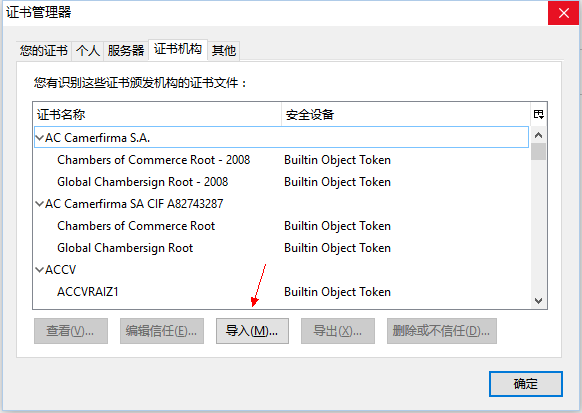 证书管理器
您的证书 个人 服务器 证书机构 其他
您有识别这些证书颁发机构的证书文件：
证书名称 安全设备
AC Camerfirma S.A.
Chambers of Commerce Root - 2008 Builtin Object Token
Global Chambersign Root - 2008 Builtin Object Token
AC Camerfirma SA CIF A82743287
Chambers of Commerce Root Builtin Object Token
Global Chambersign Root Builtin Object Token
ACCV
ACCVRAIZ1 Builtin Object Token
查看(V)... 编辑信任(E)... 导入(M)... 导出(X)... 删除或不信任(D)...
确定